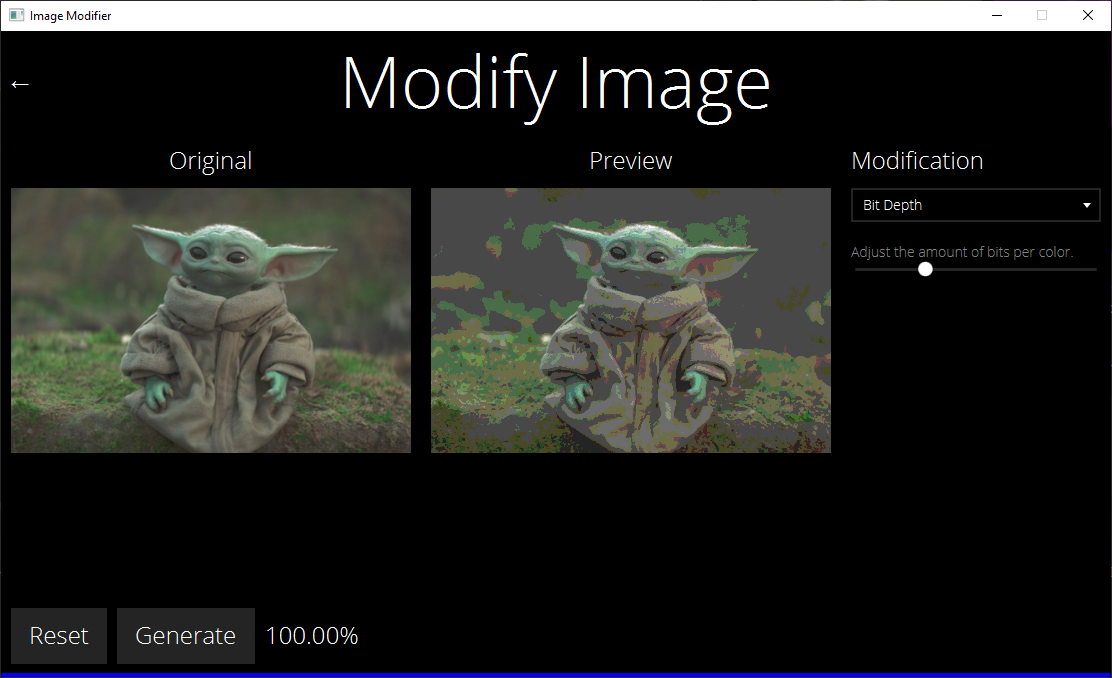 Image Modifier
←
Modify Image
Original
Preview
Modification
Bit Depth
Adjust the amount of bits per color.
Reset
Generate
100.00%